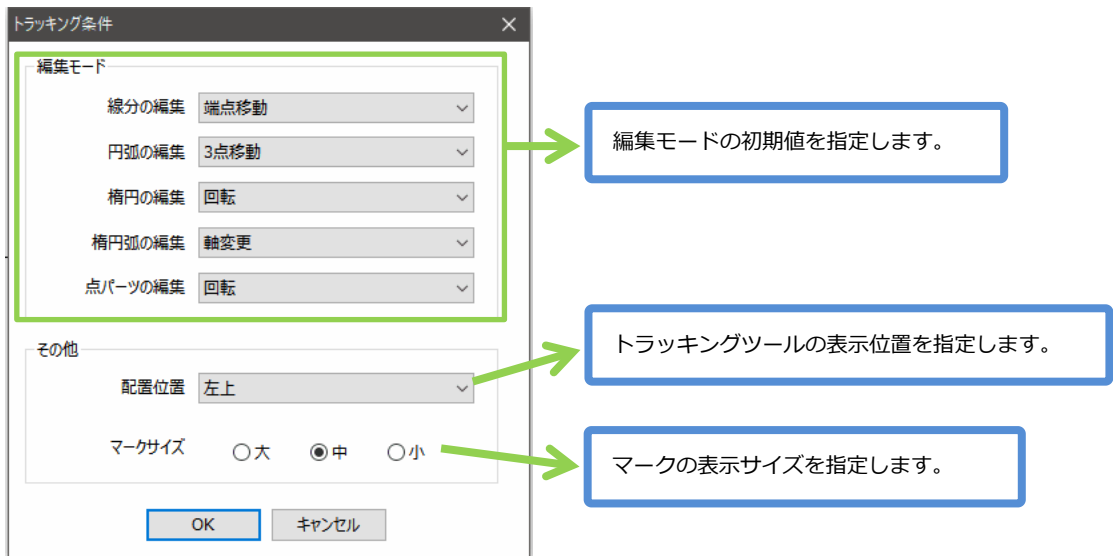 トラッキング条件
編集モード
線分の編集 端点移動
円弧の編集 3点移動
楕円の編集 回転
楕円弧の編集 軸変更
点パーツの編集 回転
編集モードの初期値を指定します。
その他
配置位置 左上
トラッキングツールの表示位置を指定します。
マークサイズ 大 中 小
マークの表示サイズを指定します。
OK キャンセル